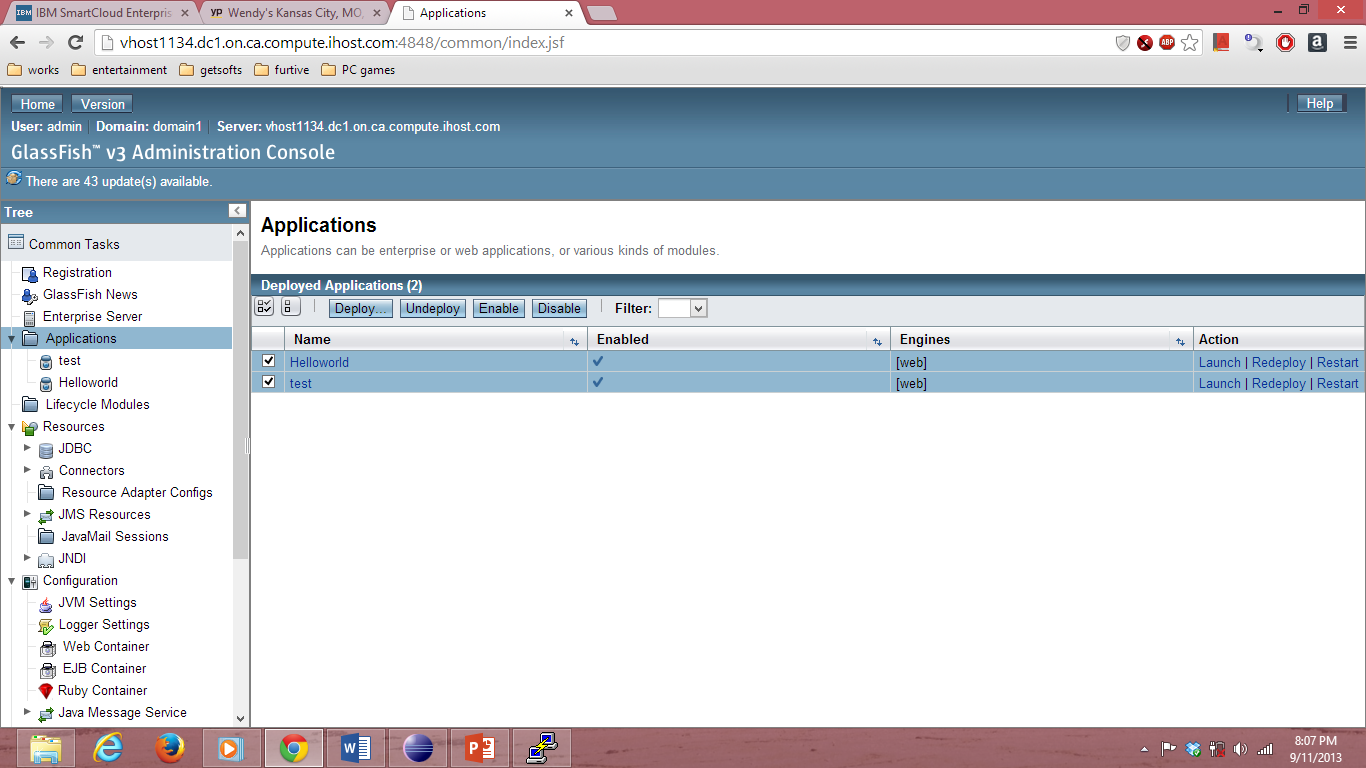 IBM SmartCloud Enterpris
Wendy's Kansas City, MO,
Applications
vhost1134.dc1.on.ca.compute.ihost.com:4848/common/index.jsf
works entertainment getsofts furtive PC games
Home Version Help
User: admin Domain: domain1 Server: vhost1134.dc1.on.ca.compute.ihost.com
GlassFish™ v3 Administration Console
There are 43 update(s) available.
Tree
Common Tasks
Registration
GlassFish News
Enterprise Server
Applications
test
Helloworld
Lifecycle Modules
Resources
JDBC
Connectors
Resource Adapter Configs
JMS Resources
JavaMail Sessions
JNDI
Configuration
JVM Settings
Logger Settings
Web Container
EJB Container
Ruby Container
Java Message Service
Applications
Applications can be enterprise or web applications, or various kinds of modules.
Deployed Applications (2)
Deploy... Undeploy Enable Disable Filter:
Name Enabled Engines Action
Helloworld [web] Launch | Redeploy | Restart
test [web] Launch | Redeploy | Restart
8:07 PM
9/11/2013